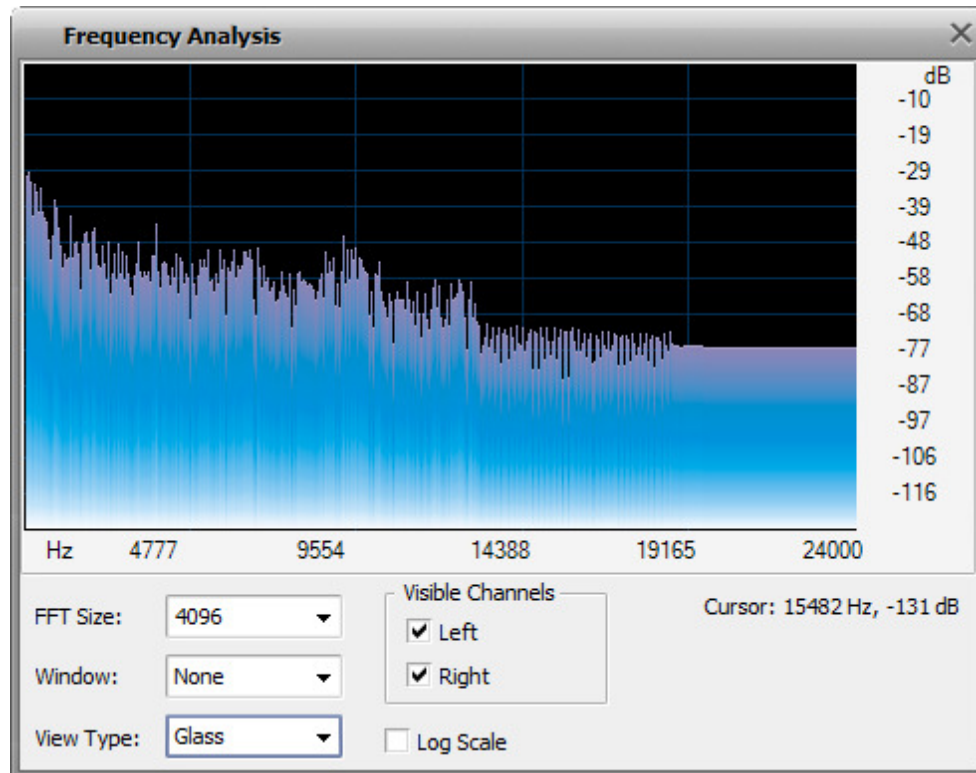 Frequency Analysis
dB
-10
-19
-29
-39
-48
-58
-68
-77
-87
-97
-106
-116
Hz 4777 9554 14388 19165 24000
FFT Size: 4096
Window: None
View Type: Glass
Visible Channels
Left
Right
Log Scale
Cursor: 15482 Hz, -131 dB